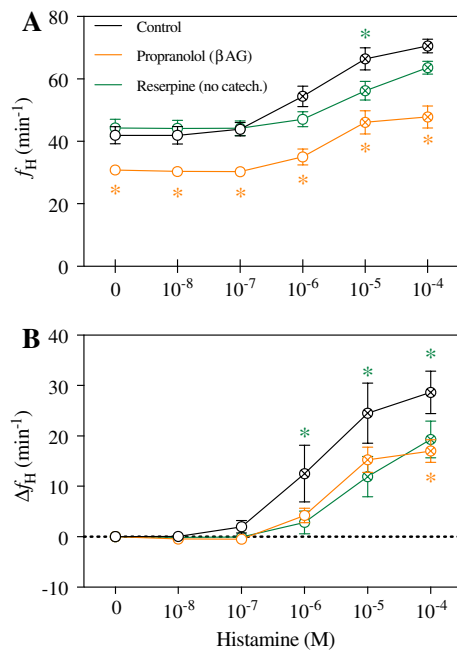 A
80
60
40
20
0
f_H (min⁻¹)
Control
Propranolol (βAG)
Reserpine (no catech.)
*
* * * * * *
0 10⁻⁸ 10⁻⁷ 10⁻⁶ 10⁻⁵ 10⁻⁴
B
40
30
20
10
0
-10
Δf_H (min⁻¹)
* * *
*
0 10⁻⁸ 10⁻⁷ 10⁻⁶ 10⁻⁵ 10⁻⁴
Histamine (M)